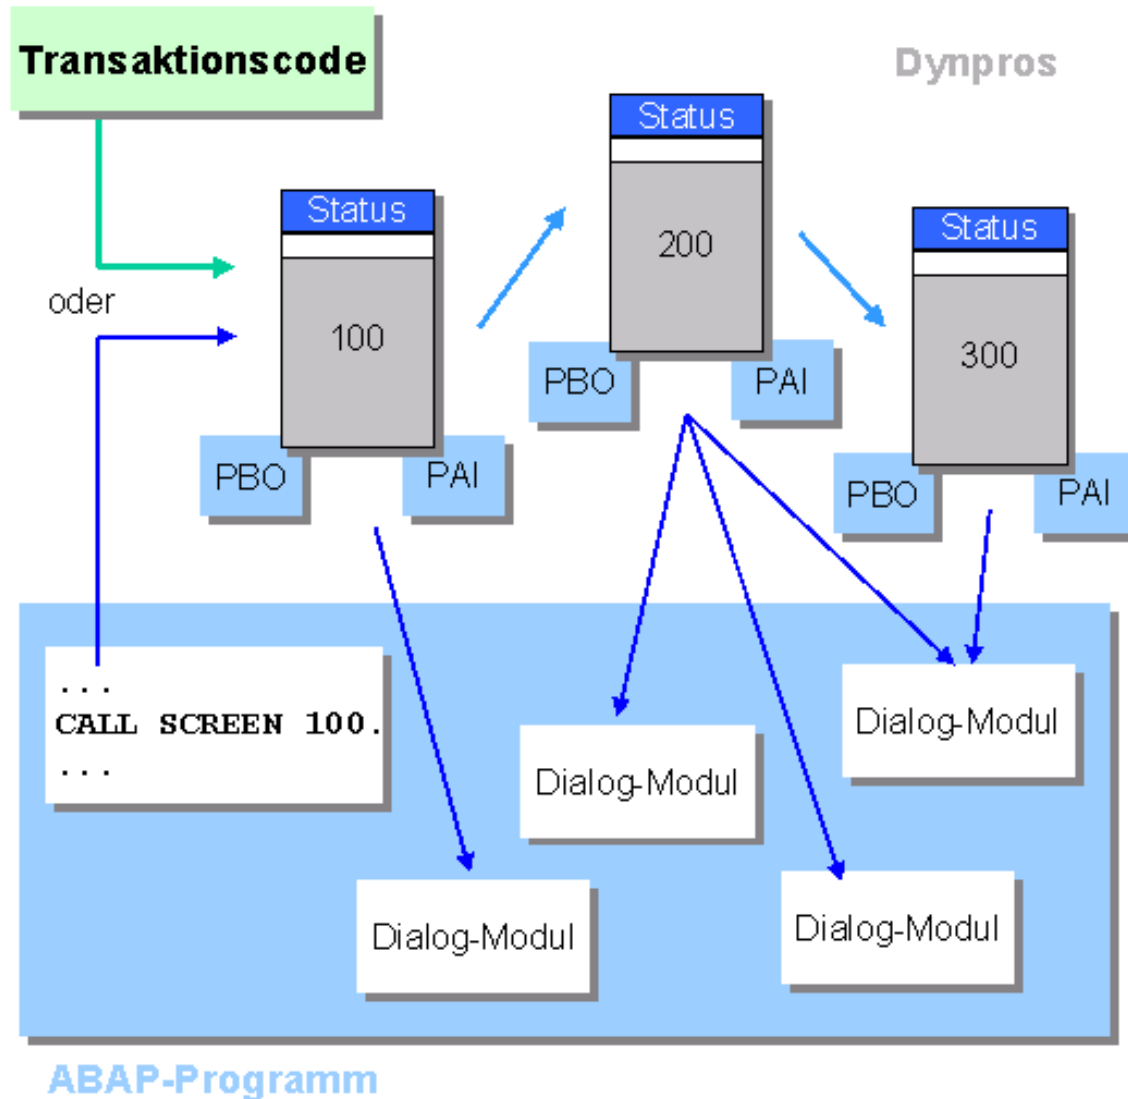 Transaktionscode
Dynpros
Status
200
PBO
PAI
Status
100
PBO
PAI
Status
300
PBO
PAI
oder
...
CALL SCREEN 100.
...
Dialog-Modul
Dialog-Modul
Dialog-Modul
Dialog-Modul
ABAP-Programm